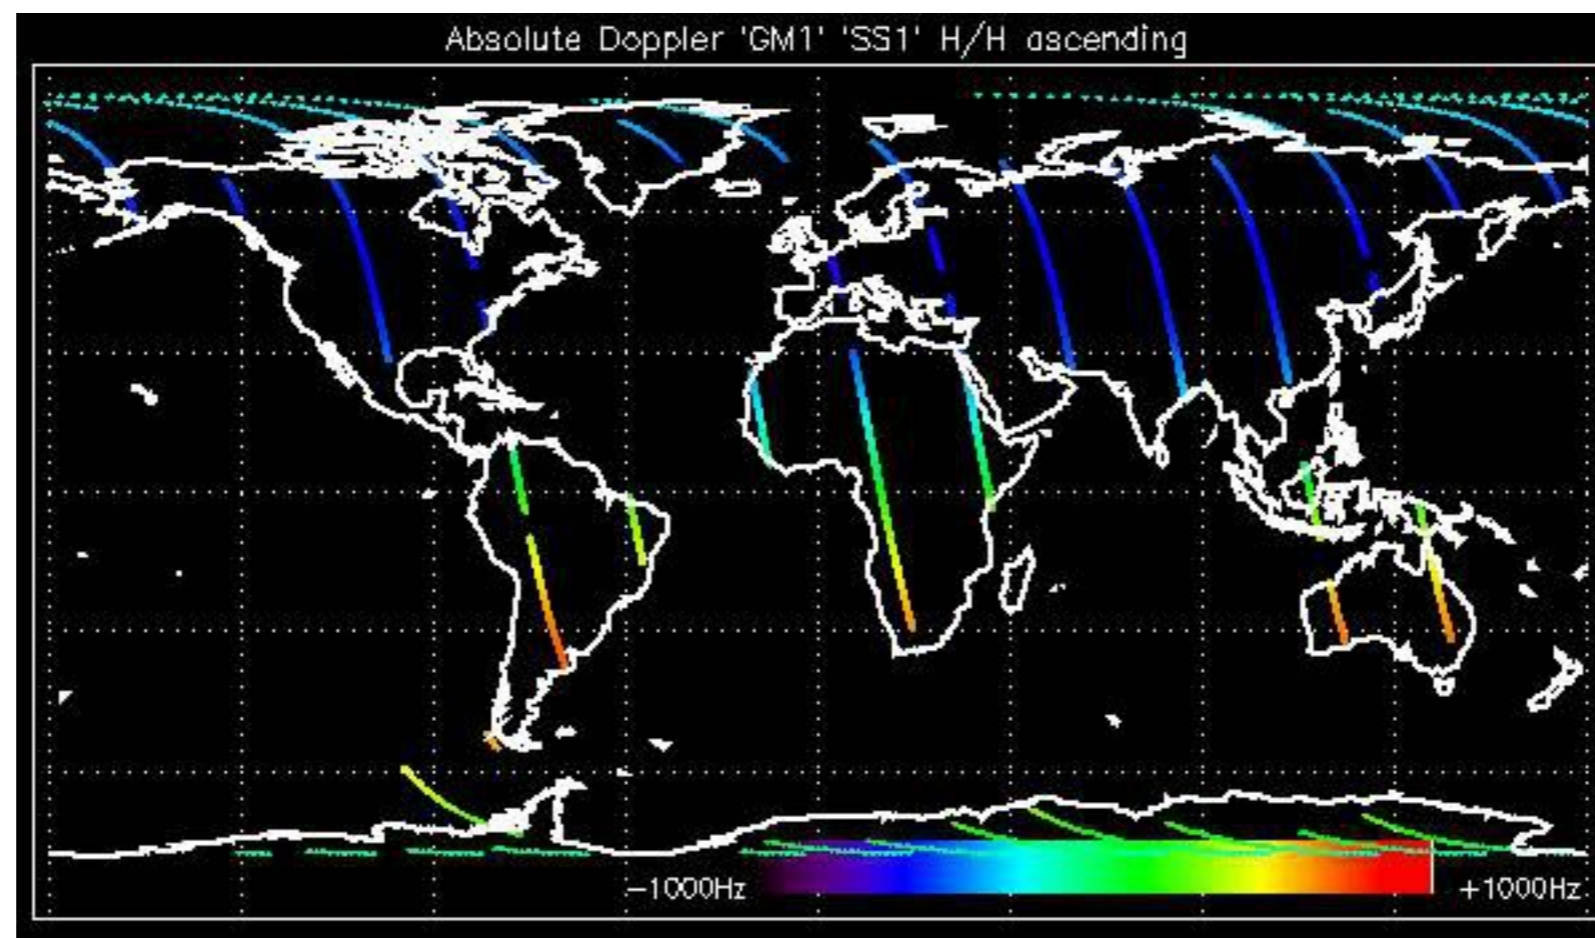 Absolute Doppler 'GM1' 'SS1' H/H ascending
−1000Hz
+1000Hz